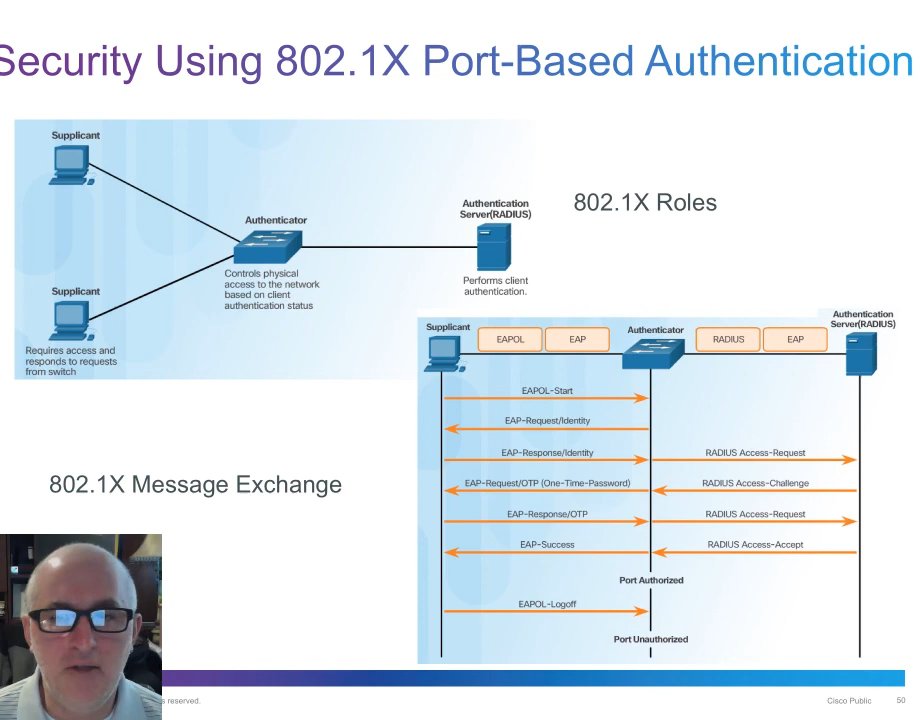 Security Using 802.1X Port-Based Authentication
Supplicant
Authenticator
Authentication
Server(RADIUS)
802.1X Roles
Controls physical
access to the network
based on client
authentication status
Performs client
authentication.
Supplicant
Requires access and
responds to requests
from switch
Supplicant
EAPOL
EAP
Authenticator
RADIUS
EAP
Authentication
Server(RADIUS)
EAPOL-Start
EAP-Request/Identity
EAP-Response/Identity
RADIUS Access-Request
EAP-Request/OTP (One-Time-Password)
RADIUS Access-Challenge
EAP-Response/OTP
RADIUS Access-Request
EAP-Success
RADIUS Access-Accept
Port Authorized
EAPOL-Logoff
Port Unauthorized
802.1X Message Exchange
reserved.
Cisco Public
50